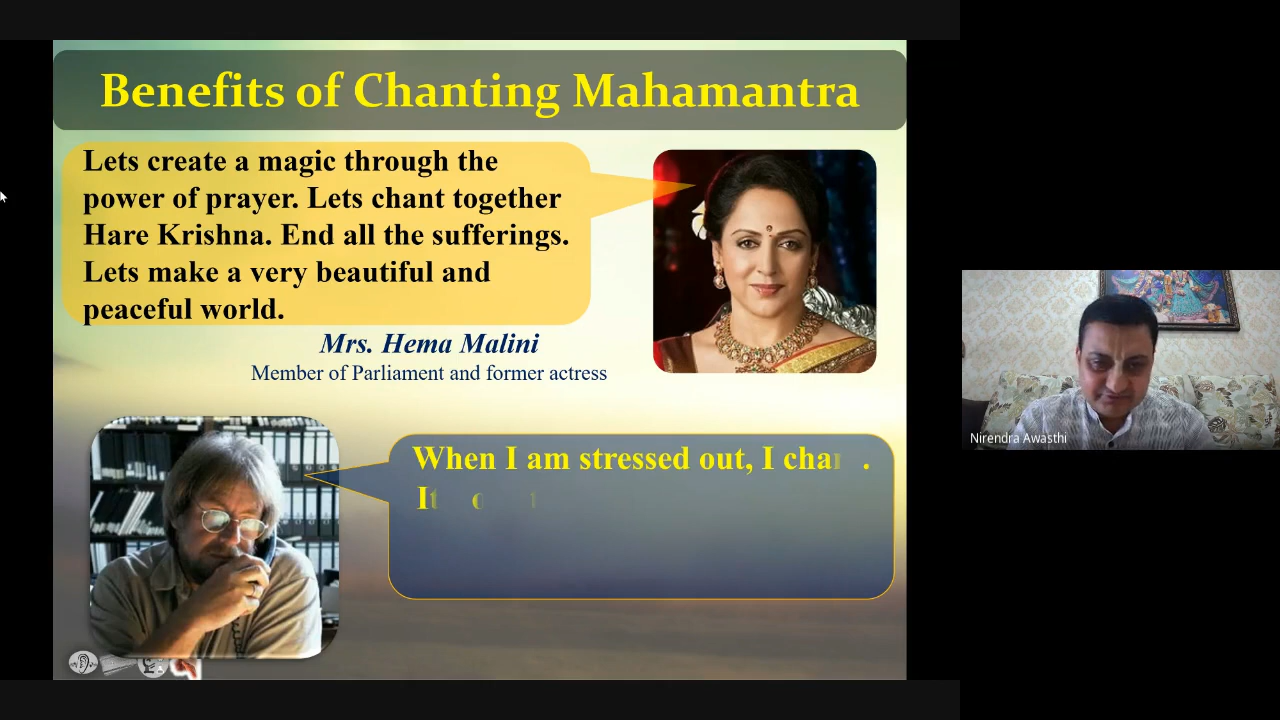 Benefits of Chanting Mahamantra
Lets create a magic through the
power of prayer. Lets chant together
Hare Krishna. End all the sufferings.
Lets make a very beautiful and
peaceful world.
Mrs. Hema Malini
Member of Parliament and former actress
When I am stressed out, I
Nirendra Awasthi